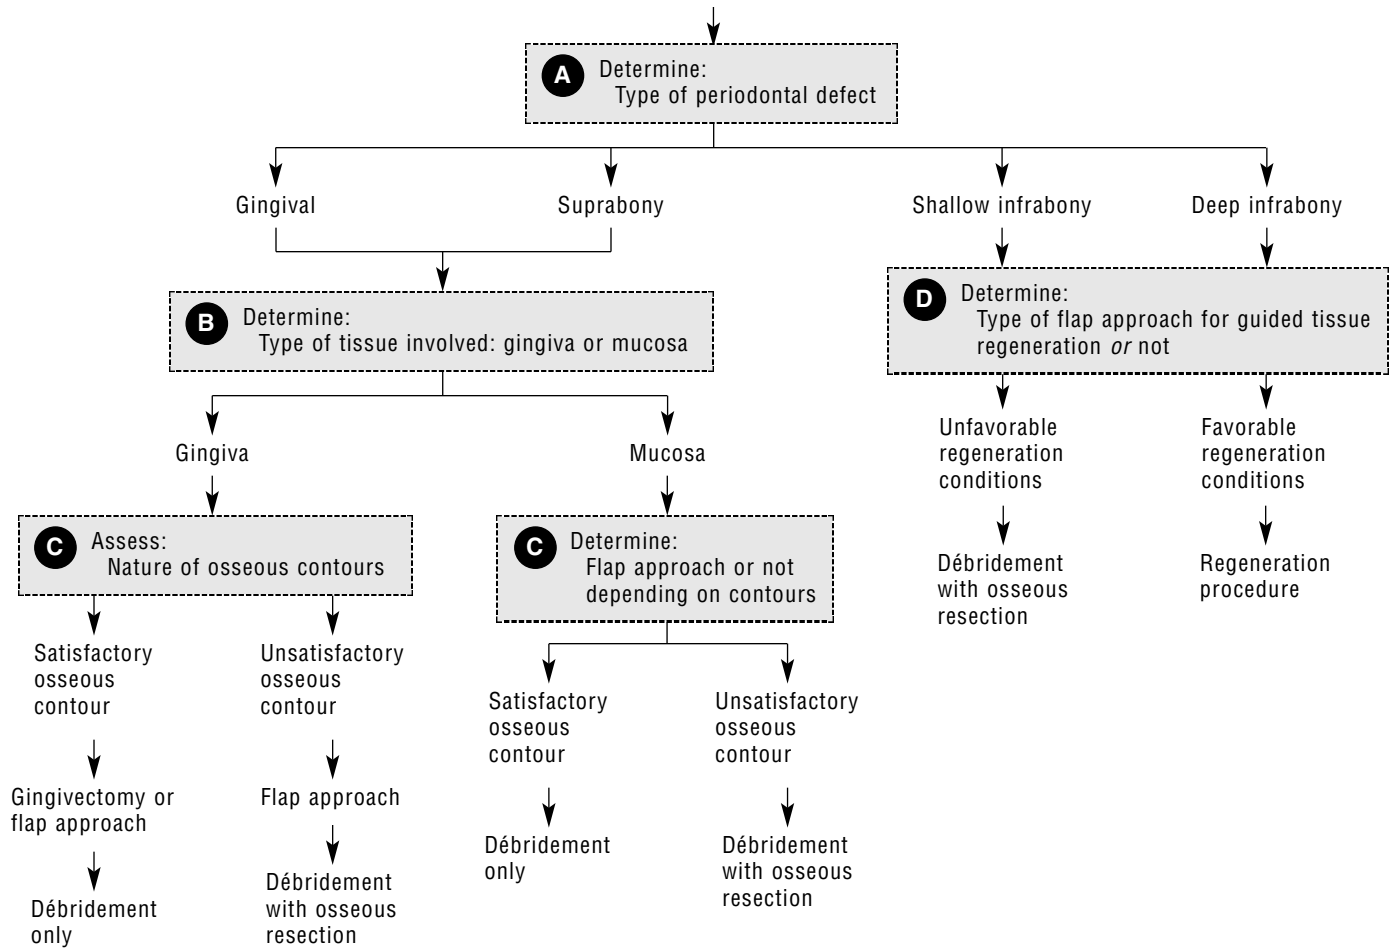 A
Determine:
Type of periodontal defect
Gingival
Suprabony
Shallow infrabony
Deep infrabony
B
Determine:
Type of tissue involved: gingiva or mucosa
D
Determine:
Type of flap approach for guided tissue
regeneration or not
Gingiva
Mucosa
Unfavorable
regeneration
conditions
Favorable
regeneration
conditions
C
Assess:
Nature of osseous contours
C
Determine:
Flap approach or not
depending on contours
Débridement
with osseous
resection
Regeneration
procedure
Satisfactory
osseous
contour
Unsatisfactory
osseous
contour
Satisfactory
osseous
contour
Unsatisfactory
osseous
contour
Gingivectomy or
flap approach
Flap approach
Débridement
only
Débridement
with osseous
resection
Débridement
only
Débridement
with osseous
resection